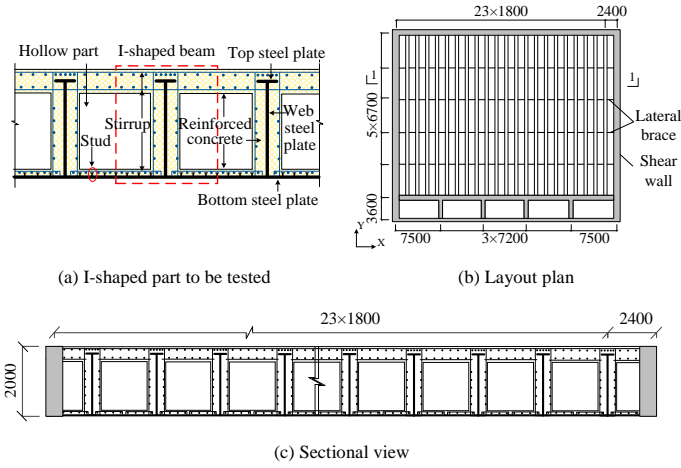 Hollow part
I-shaped beam
Top steel plate
Stirrup
Reinforced
concrete
Web
steel
plate
Stud
Bottom steel plate
(a) I-shaped part to be tested
23×1800
2400
1
1
5×6700
3600
Lateral
brace
Shear
wall
Y
X
7500
3×7200
7500
(b) Layout plan
23×1800
2400
2000
(c) Sectional view